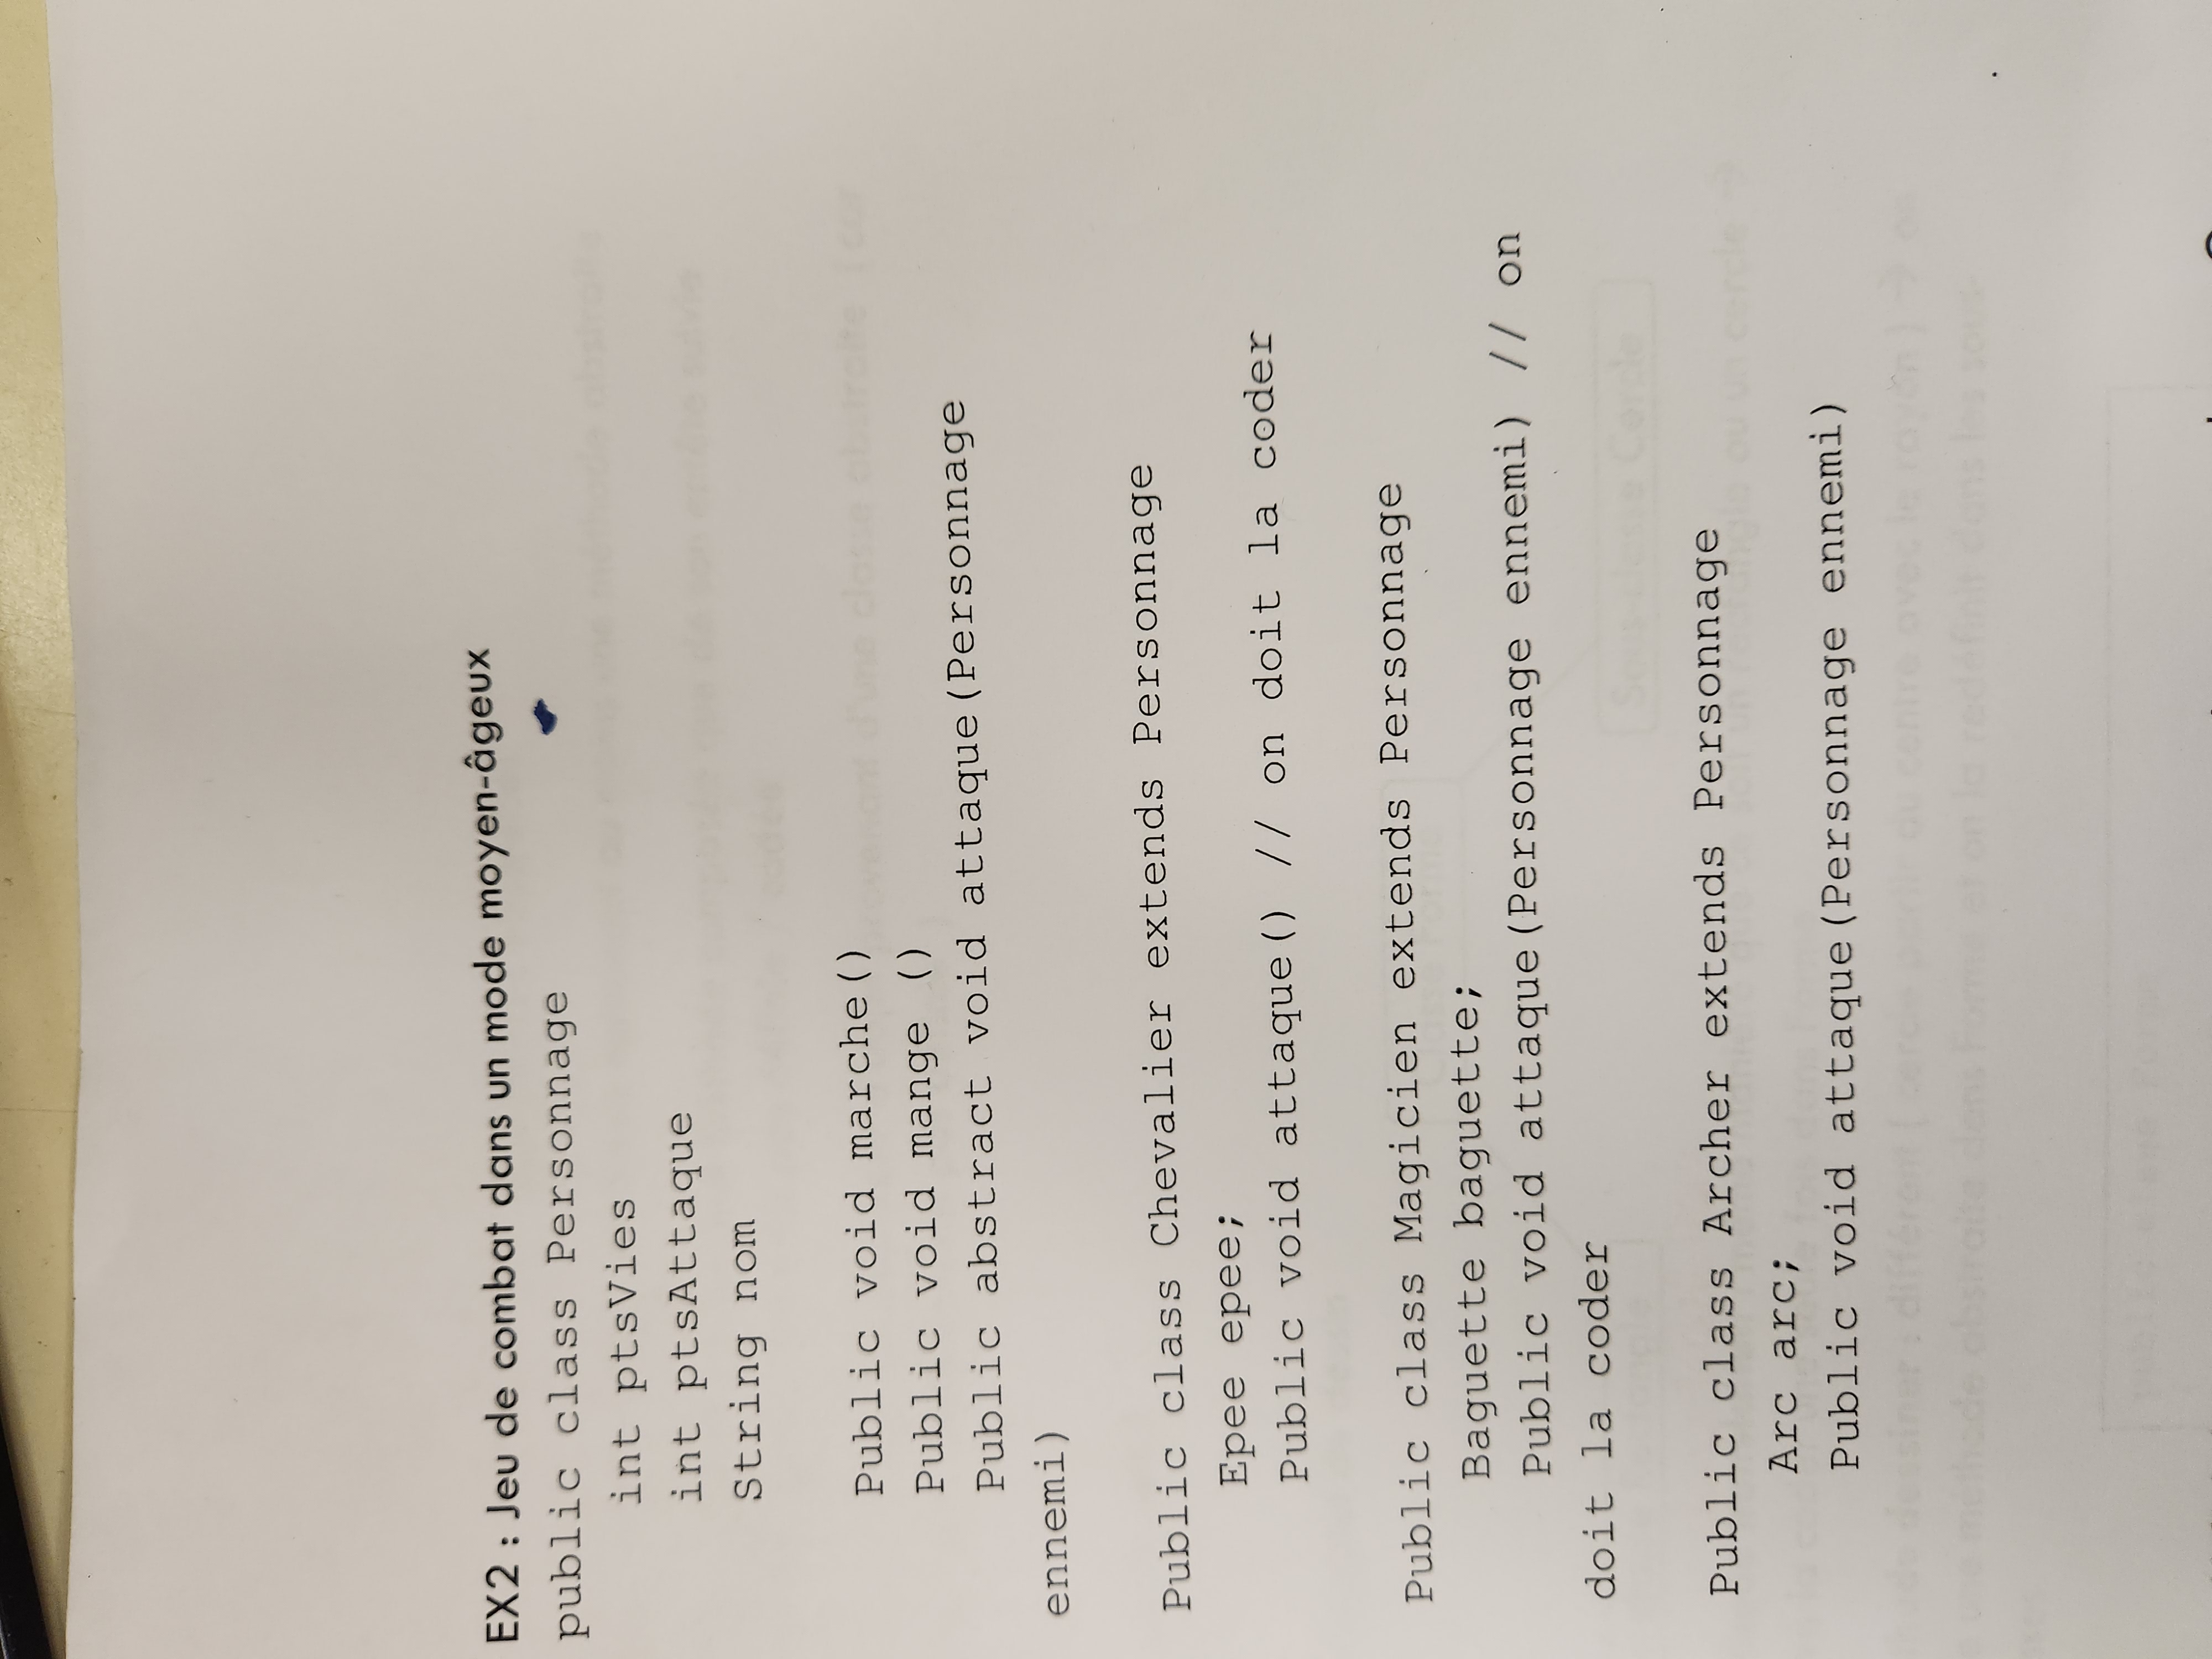 EX2 : Jeu de combat dans un mode moyen-âgeux
public class Personnage
int ptsVies
int ptsAttaque
String nom
Public void marche()
Public void mange ()
Public abstract void attaque(Personnage
ennemi)
Public class Chevalier extends Personnage
Epee epee;
Public void attaque() // on doit la coder
Public class Magicien extends Personnage
Baguette baguette;
Public void attaque(Personnage ennemi) // on
doit la coder
Public class Archer extends Personnage
Arc arc;
Public void attaque(Personnage ennemi)